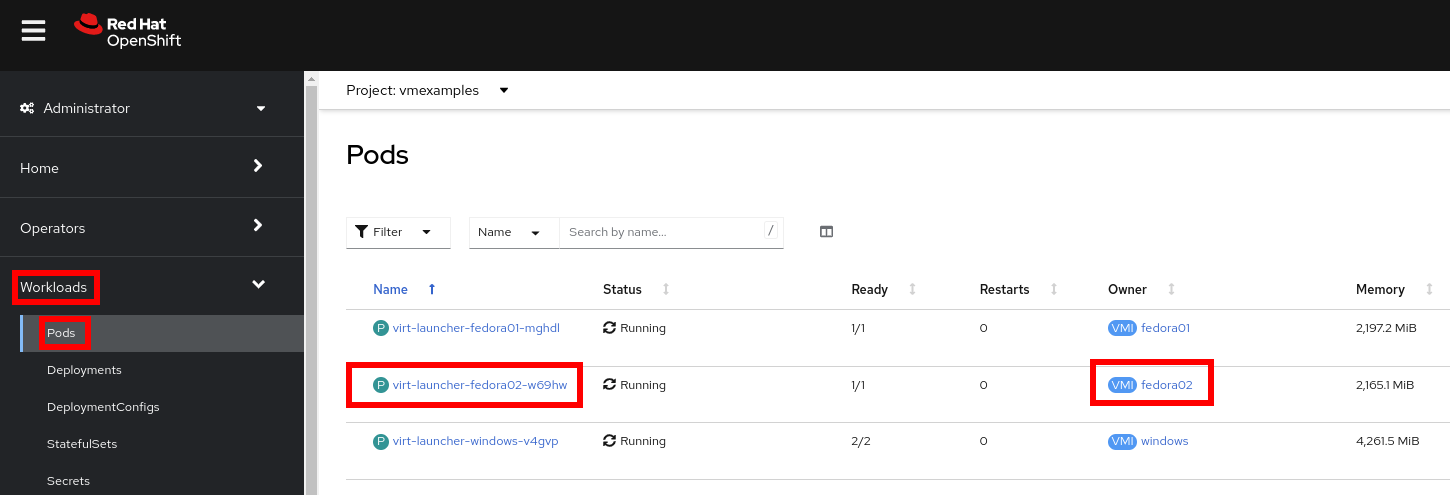 Red Hat
OpenShift
Administrator
Home
Operators
Workloads
Pods
Deployments
DeploymentConfigs
StatefulSets
Secrets
Project: vmexamples
Pods
Filter Name Search by name... /
Name Status Ready Restarts Owner Memory
P virt-launcher-fedora01-mghdl Running 1/1 0 VMI fedora01 2,197.2 MiB
P virt-launcher-fedora02-w69hw Running 1/1 0 VMI fedora02 2,165.1 MiB
P virt-launcher-windows-v4gvp Running 2/2 0 VMI windows 4,261.5 MiB